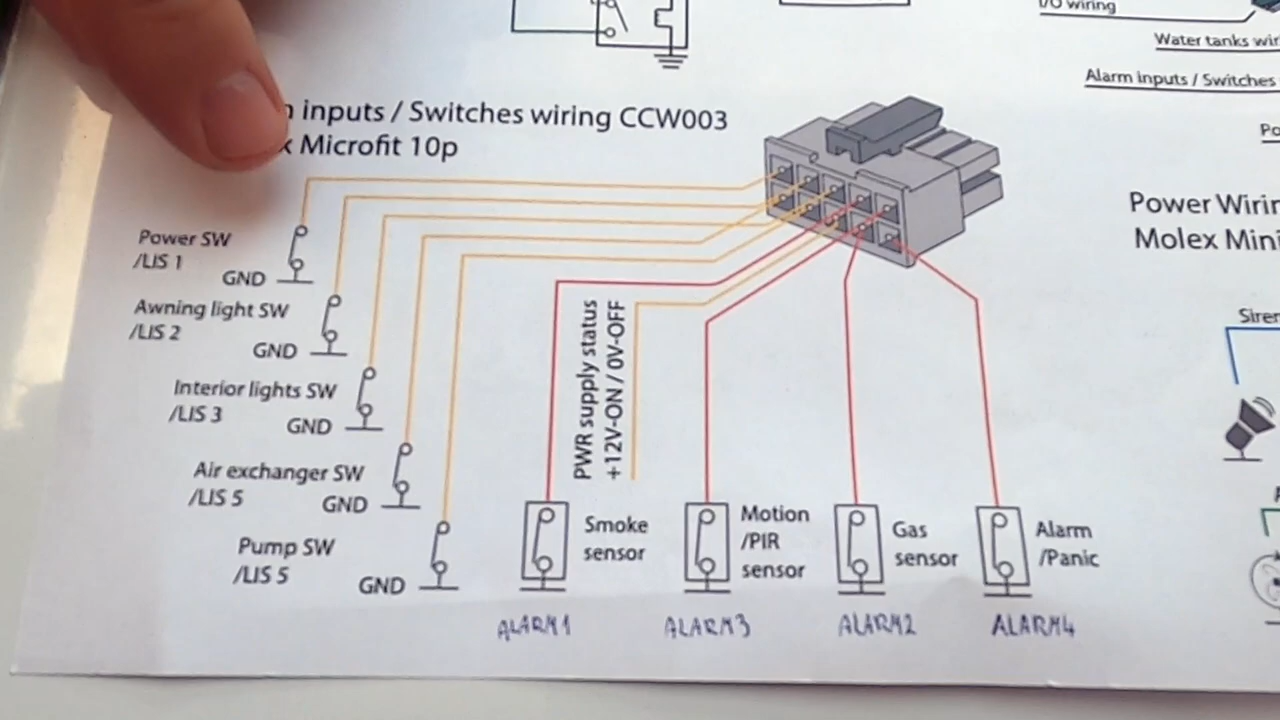 I/O wiring
Water tanks wir
Alarm inputs / Switches
inputs / Switches wiring CCW003
Microfit 10p
Po
Power Wirin
Molex Mini
Power SW
/LIS 1
GND
Awning light SW
/LIS 2
GND
Interior lights SW
/LIS 3
GND
Air exchanger SW
/LIS 5
GND
Pump SW
/LIS 5
GND
PWR supply status
+12V-ON / 0V-OFF
Smoke
sensor
Motion
/PIR
sensor
Gas
sensor
Alarm
/Panic
Siren
ALARM1
ALARM3
ALARM2
ALARM4